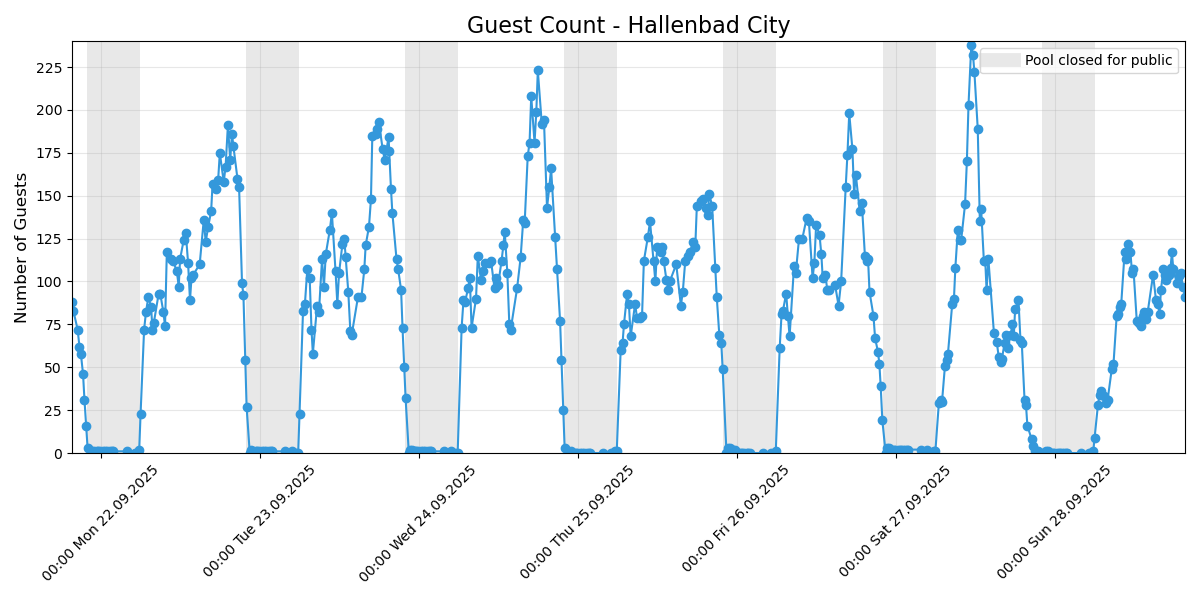 Guest Count - Hallenbad City
Pool closed for public
Number of Guests
225
200
175
150
125
100
75
50
25
0
00:00 Mon 22.09.2025
00:00 Tue 23.09.2025
00:00 Wed 24.09.2025
00:00 Thu 25.09.2025
00:00 Fri 26.09.2025
00:00 Sat 27.09.2025
00:00 Sun 28.09.2025